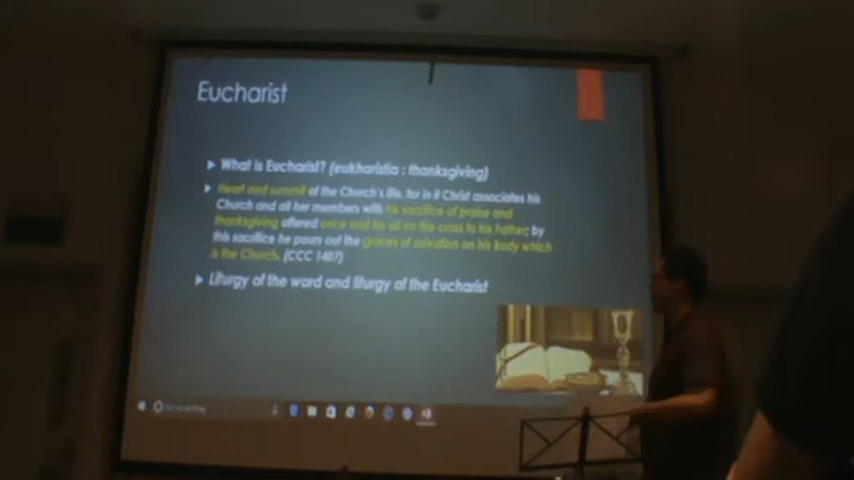 Eucharist
What is Eucharist? (eukharistia : thanksgiving)
Heart and summit of the Church's life, for in it Christ associates his
Church and all her members with his sacrifice of praise and
thanksgiving offered once and for all on the cross to his Father; by
this sacrifice he pours out the graces of salvation on his Body which
is the Church. (CCC 1407)
Liturgy of the word and liturgy of the Eucharist